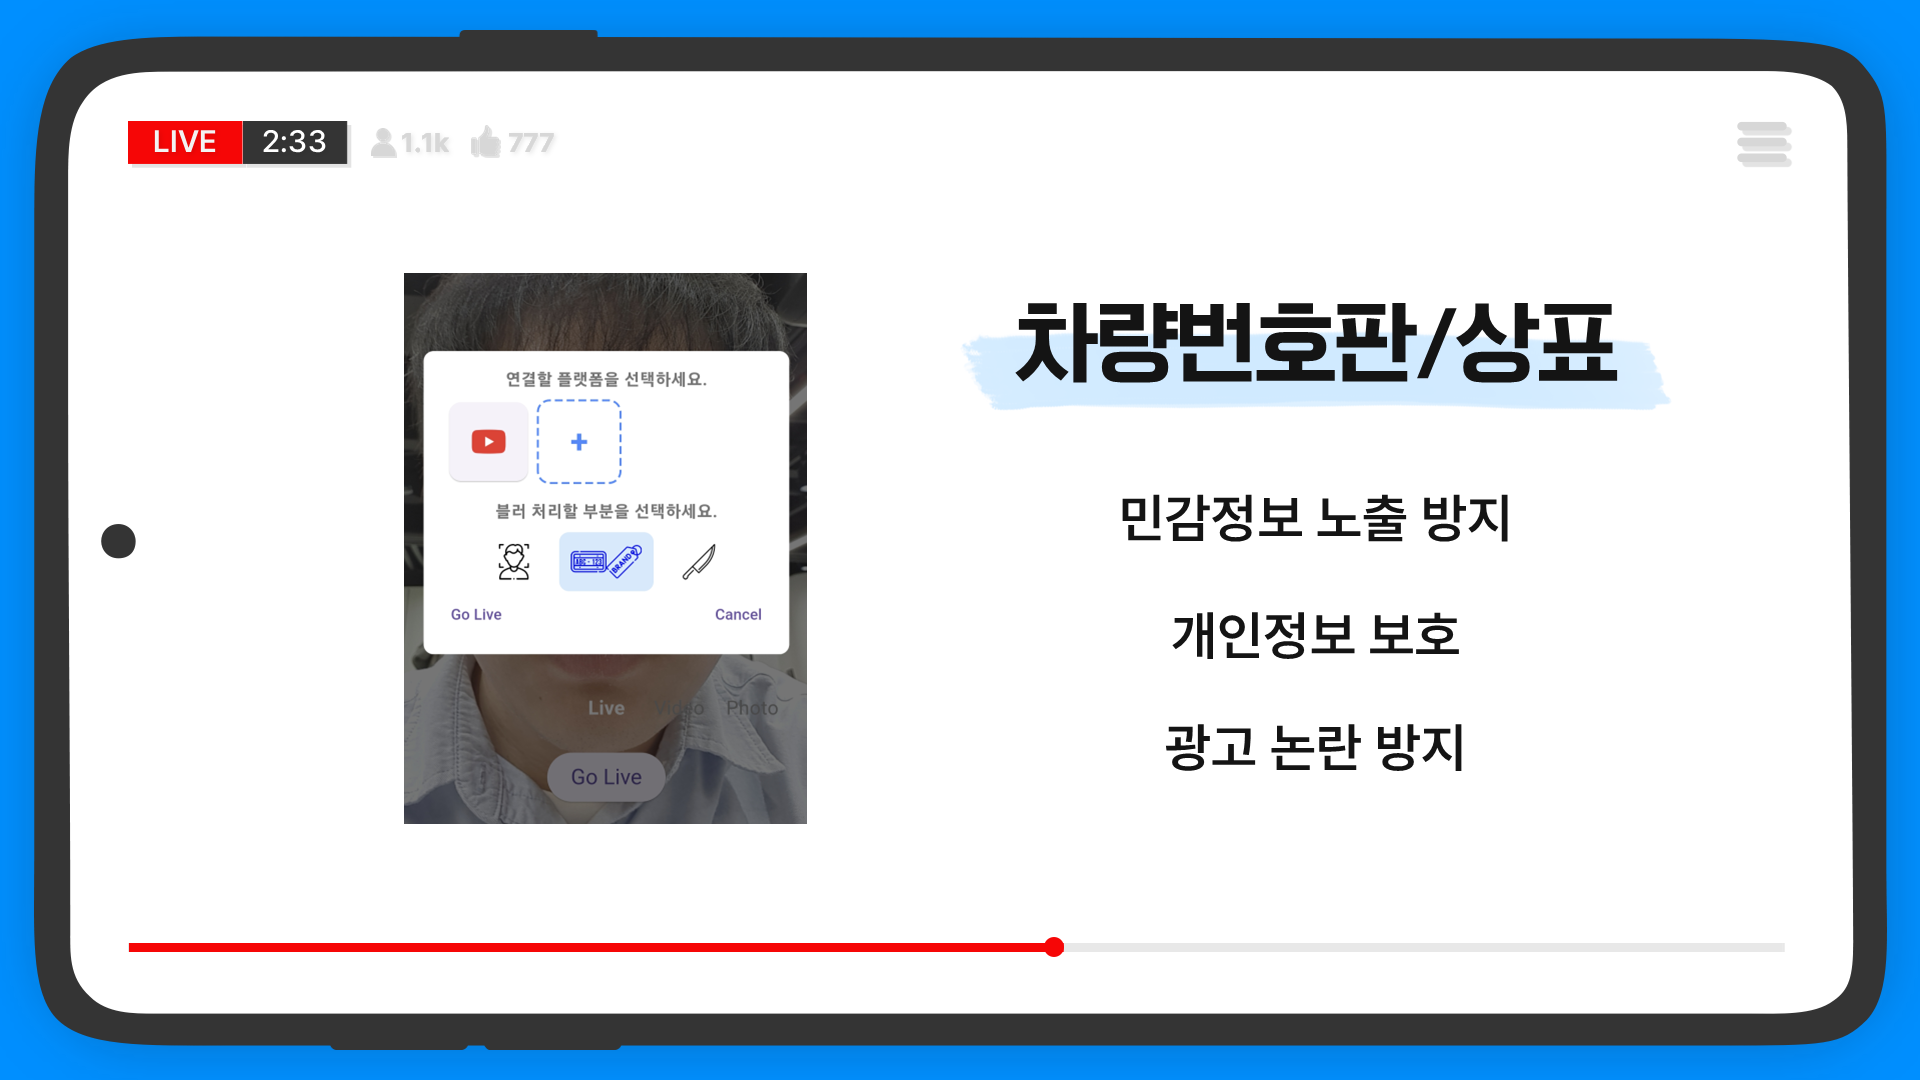 LIVE 2:33 1.1k 777
연결할 플랫폼을 선택하세요.
블러 처리할 부분을 선택하세요.
ABC - 123 BRAND
Go Live Cancel
Live Video Photo
Go Live
차량번호판/상표
민감정보 노출 방지
개인정보 보호
광고 논란 방지